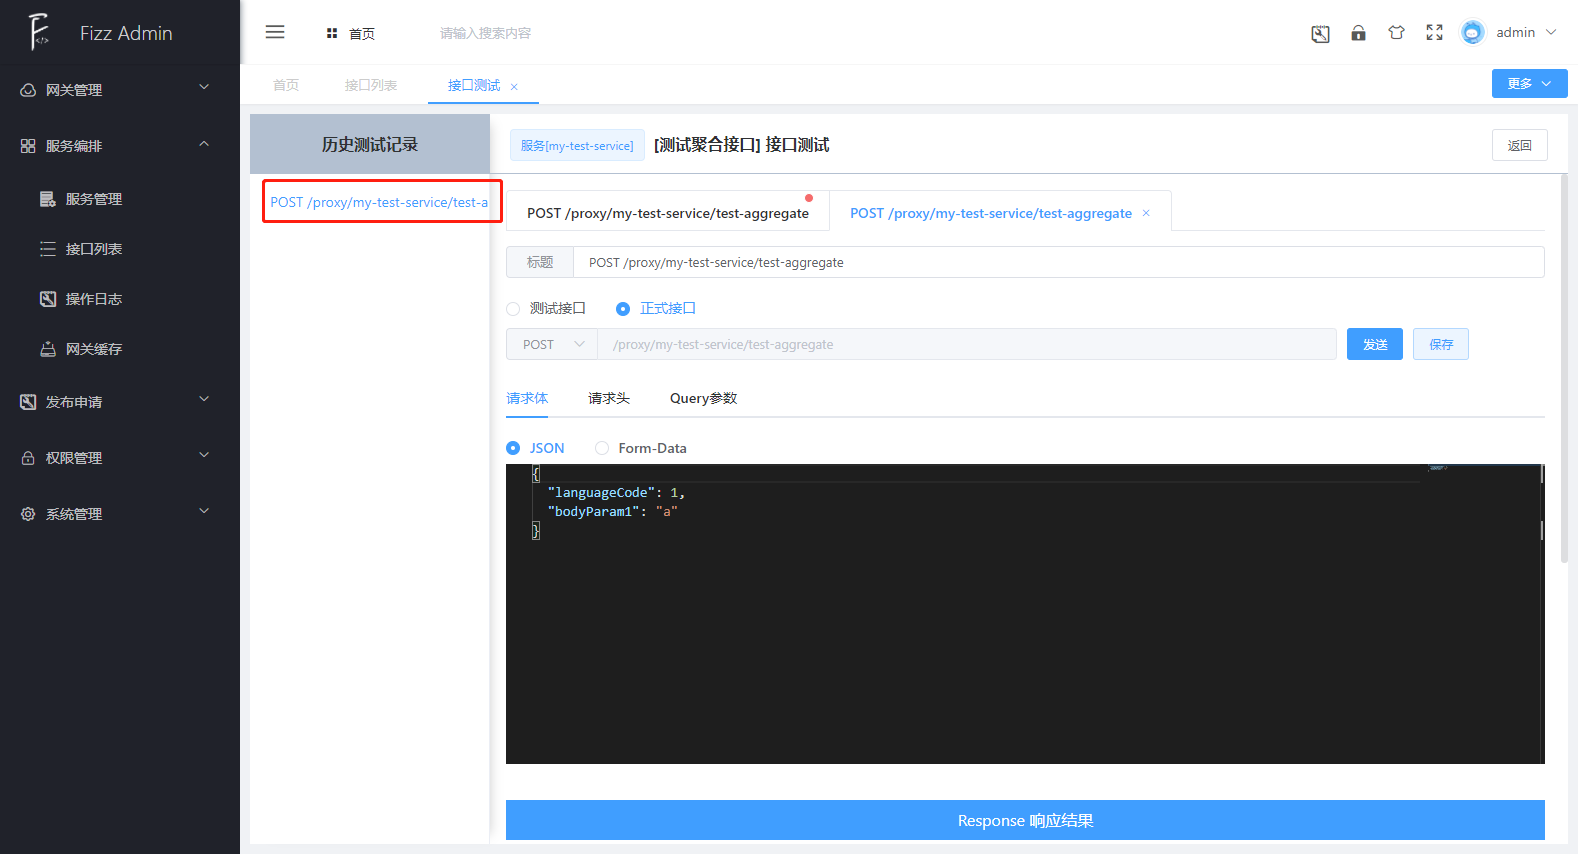 Fizz Admin
首页
请输入搜索内容
admin
首页
接口列表
接口测试
更多
网关管理
服务编排
服务管理
接口列表
操作日志
网关缓存
发布申请
权限管理
系统管理
历史测试记录
POST /proxy/my-test-service/test-a
服务[my-test-service]
[测试聚合接口] 接口测试
返回
POST /proxy/my-test-service/test-aggregate
POST /proxy/my-test-service/test-aggregate
标题
POST /proxy/my-test-service/test-aggregate
测试接口
正式接口
POST
/proxy/my-test-service/test-aggregate
发送
保存
请求体
请求头
Query参数
JSON
Form-Data
{
"languageCode": 1,
"bodyParam1": "a"
}
Response 响应结果